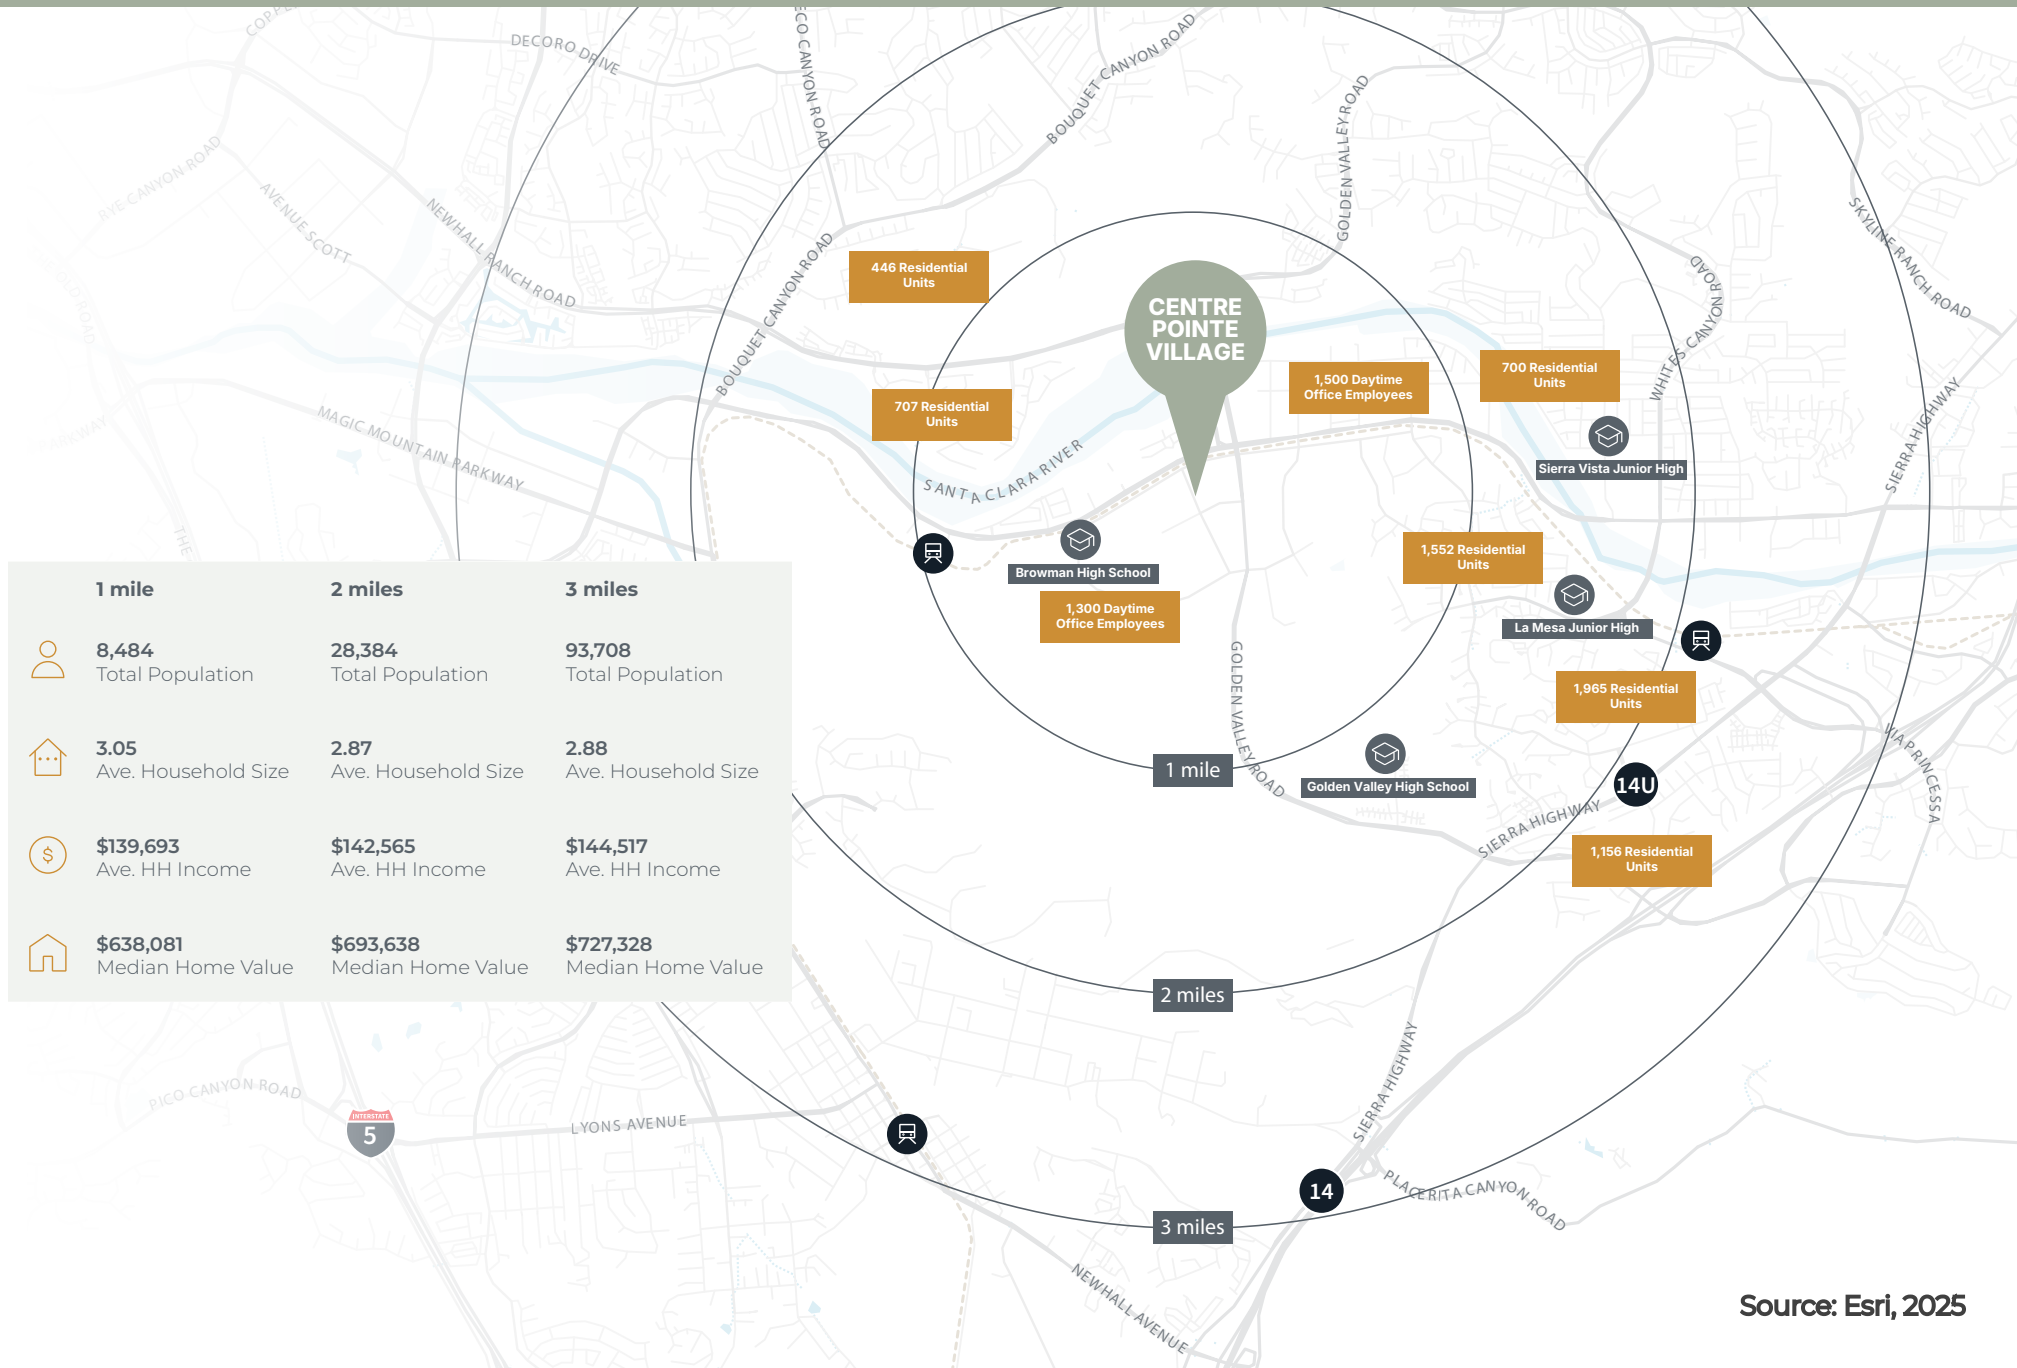 DECORO DRIVE
CANYON ROAD
BOUQUET CANYON ROAD
GOLDEN VALLEY ROAD
RYE CANYON ROAD
AVENUE SCOTT
NEWHALL RANCH ROAD
BOUQUET CANYON ROAD
SKYLINE RANCH ROAD
WHITES CANYON ROAD
446 Residential
Units
CENTRE
POINTE
VILLAGE
1,500 Daytime
Office Employees
700 Residential
Units
707 Residential
Units
MAGIC MOUNTAIN PARKWAY
SANTA CLARA RIVER
Sierra Vista Junior High
SIERRA HIGHWAY
PARKWAY
THE
1,552 Residential
Units
Browman High School
1,300 Daytime
Office Employees
La Mesa Junior High
1,965 Residential
Units
GOLDEN VALLEY ROAD
VIA PRINCESSA
1 mile
Golden Valley High School
14U
SIERRA HIGHWAY
1,156 Residential
Units
1 mile
2 miles
3 miles
8,484
Total Population
28,384
Total Population
93,708
Total Population
3.05
Ave. Household Size
2.87
Ave. Household Size
2.88
Ave. Household Size
$139,693
Ave. HH Income
$142,565
Ave. HH Income
$144,517
Ave. HH Income
$638,081
Median Home Value
$693,638
Median Home Value
$727,328
Median Home Value
2 miles
SIERRA HIGHWAY
PICO CANYON ROAD
INTERSTATE
5
LYONS AVENUE
14
PLACERITA CANYON ROAD
3 miles
NEWHALL AVENUE
Source: Esri, 2025